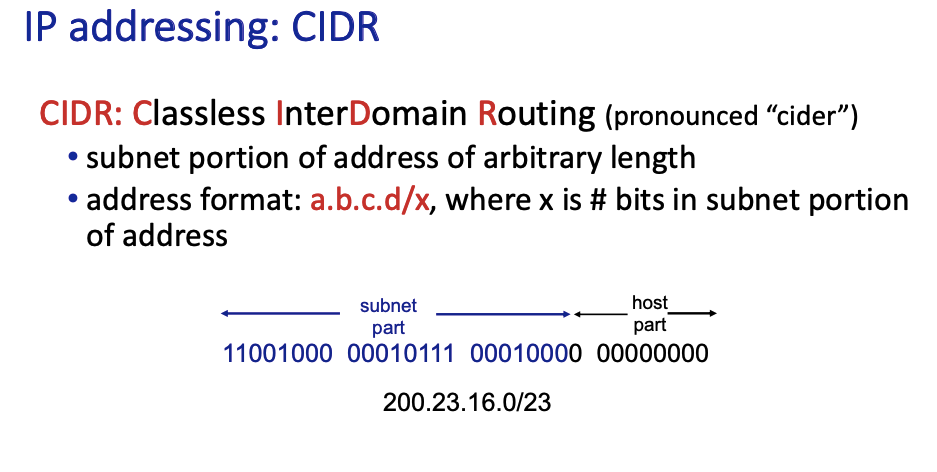 IP addressing: CIDR
CIDR: Classless InterDomain Routing (pronounced “cider”)
• subnet portion of address of arbitrary length
• address format: a.b.c.d/x, where x is # bits in subnet portion
of address
subnet
part
host
part
11001000 00010111 00010000 00000000
200.23.16.0/23